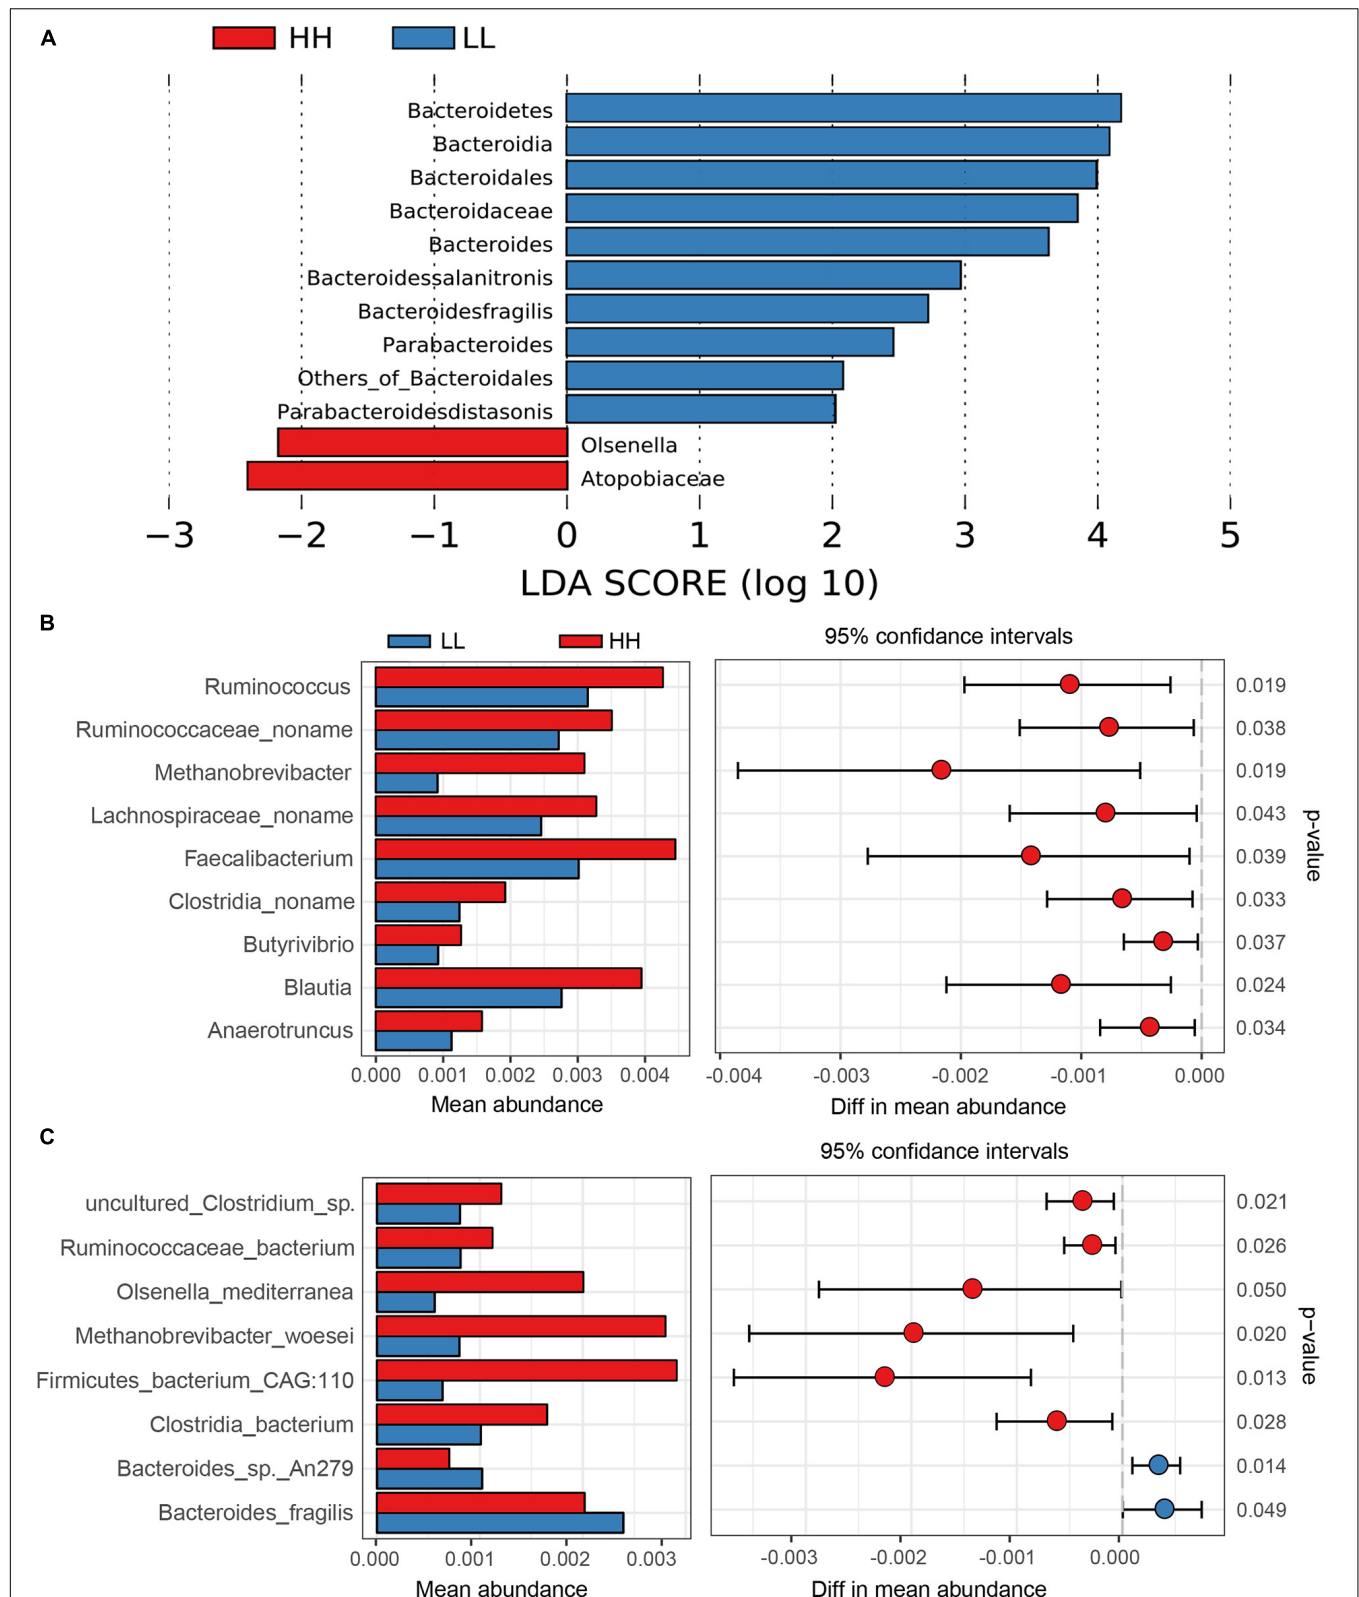 A
HH LL
Bacteroidetes
Bacteroidia
Bacteroidales
Bacteroidaceae
Bacteroides
Bacteroidessalanitronis
Bacteroidesfragilis
Parabacteroides
Others_of_Bacteroidales
Parabacteroidesdistasonis
Olsenella
Atopobiaceae
−3 −2 −1 0 1 2 3 4 5
LDA SCORE (log 10)
B
LL HH
95% confidance intervals
Ruminococcus 0.019
Ruminococcaceae_noname 0.038
Methanobrevibacter 0.019
Lachnospiraceae_noname 0.043
Faecalibacterium 0.039
Clostridia_noname 0.033
Butyrivibrio 0.037
Blautia 0.024
Anaerotruncus 0.034
p-value
0.000 0.001 0.002 0.003 0.004 -0.004 -0.003 -0.002 -0.001 0.000
Mean abundance Diff in mean abundance
C
95% confidance intervals
uncultured_Clostridium_sp. 0.021
Ruminococcaceae_bacterium 0.026
Olsenella_mediterranea 0.050
Methanobrevibacter_woesei 0.020
Firmicutes_bacterium_CAG:110 0.013
Clostridia_bacterium 0.028
Bacteroides_sp._An279 0.014
Bacteroides_fragilis 0.049
p−value
0.000 0.001 0.002 0.003 -0.003 -0.002 -0.001 0.000
Mean abundance Diff in mean abundance